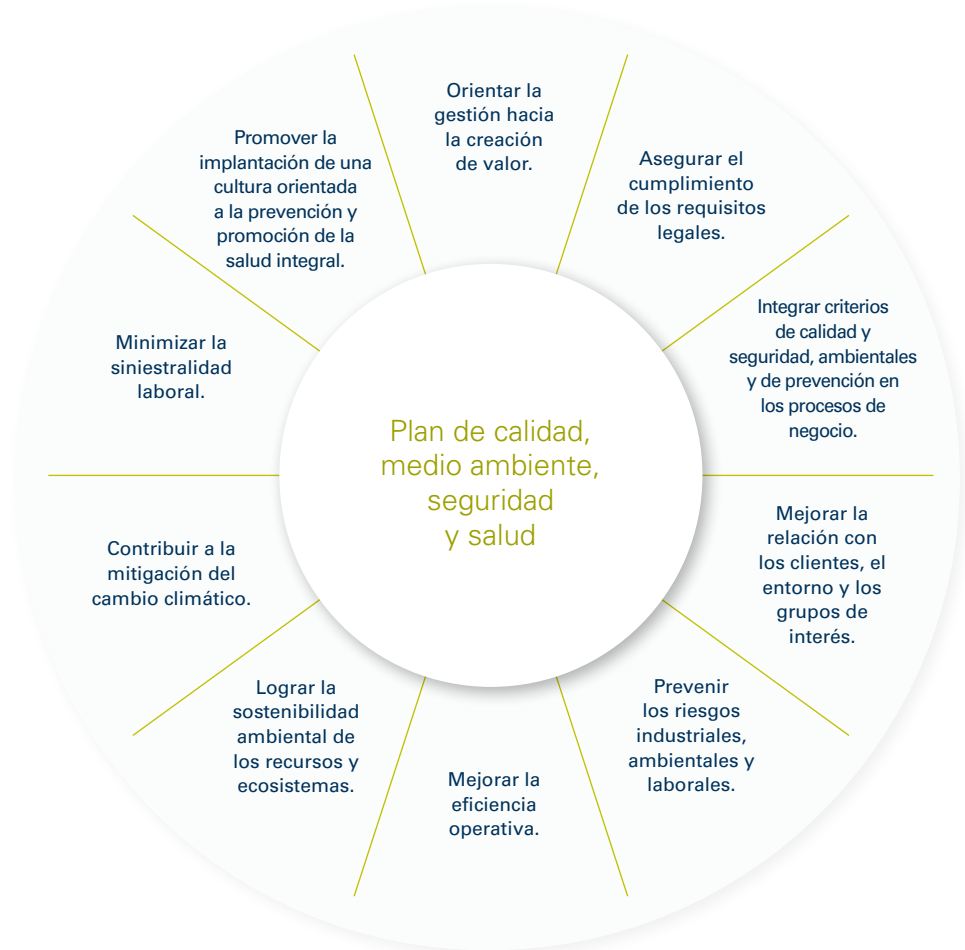 Orientar la
gestión hacia
la creación
de valor.
Asegurar el
cumplimiento
de los requisitos
legales.
Integrar criterios
de calidad y
seguridad, ambientales
y de prevención en
los procesos de
negocio.
Mejorar la
relación con
los clientes, el
entorno y los
grupos de
interés.
Prevenir
los riesgos
industriales,
ambientales y
laborales.
Mejorar la
eficiencia
operativa.
Lograr la
sostenibilidad
ambiental de
los recursos y
ecosistemas.
Contribuir a la
mitigación del
cambio climático.
Minimizar la
siniestralidad
laboral.
Promover la
implantación de una
cultura orientada
a la prevención y
promoción de la
salud integral.
Plan de calidad,
medio ambiente,
seguridad
y salud